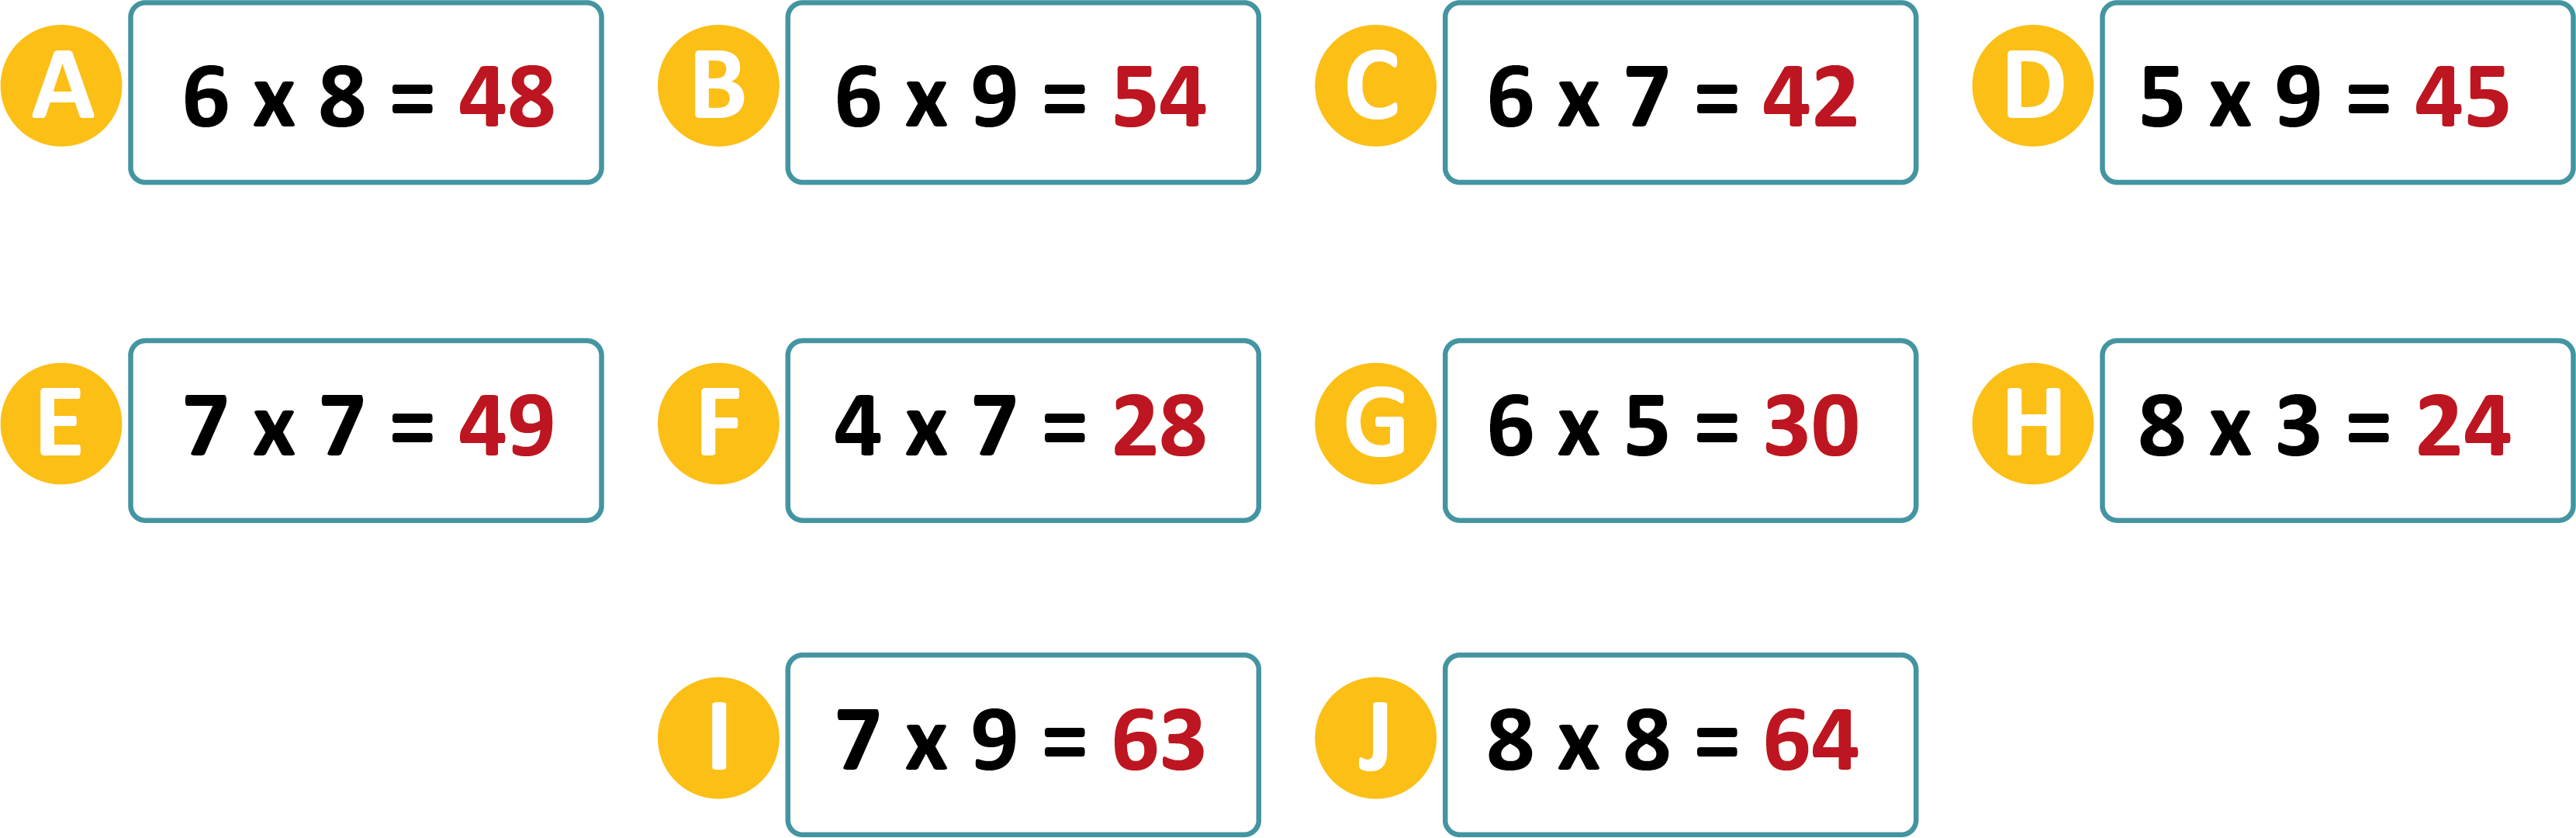 A 6 x 8 = 48 B 6 x 9 = 54 C 6 x 7 = 42 D 5 x 9 = 45
E 7 x 7 = 49 F 4 x 7 = 28 G 6 x 5 = 30 H 8 x 3 = 24
I 7 x 9 = 63 J 8 x 8 = 64